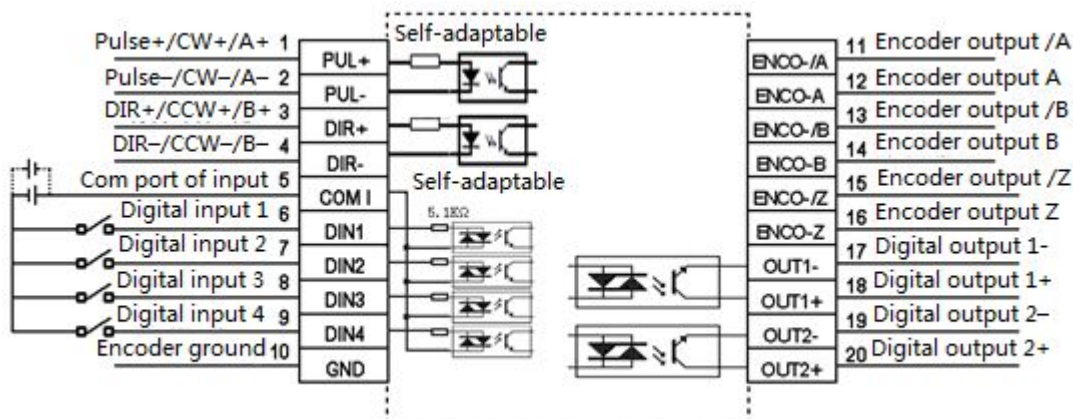 Pulse+/CW+/A+ 1
Pulse–/CW–/A– 2
DIR+/CCW+/B+ 3
DIR–/CCW–/B– 4
Com port of input 5
Digital input 1 6
Digital input 2 7
Digital input 3 8
Digital input 4 9
Encoder ground 10
PUL+
PUL-
DIR+
DIR-
COM I
DIN1
DIN2
DIN3
DIN4
GND
Self-adaptable
Self-adaptable
5.1KΩ
ENCO-/A
ENCO-A
ENCO-/B
ENCO-B
ENCO-/Z
ENCO-Z
OUT1-
OUT1+
OUT2-
OUT2+
11 Encoder output /A
12 Encoder output A
13 Encoder output /B
14 Encoder output B
15 Encoder output /Z
16 Encoder output Z
17 Digital output 1-
18 Digital output 1+
19 Digital output 2–
20 Digital output 2+